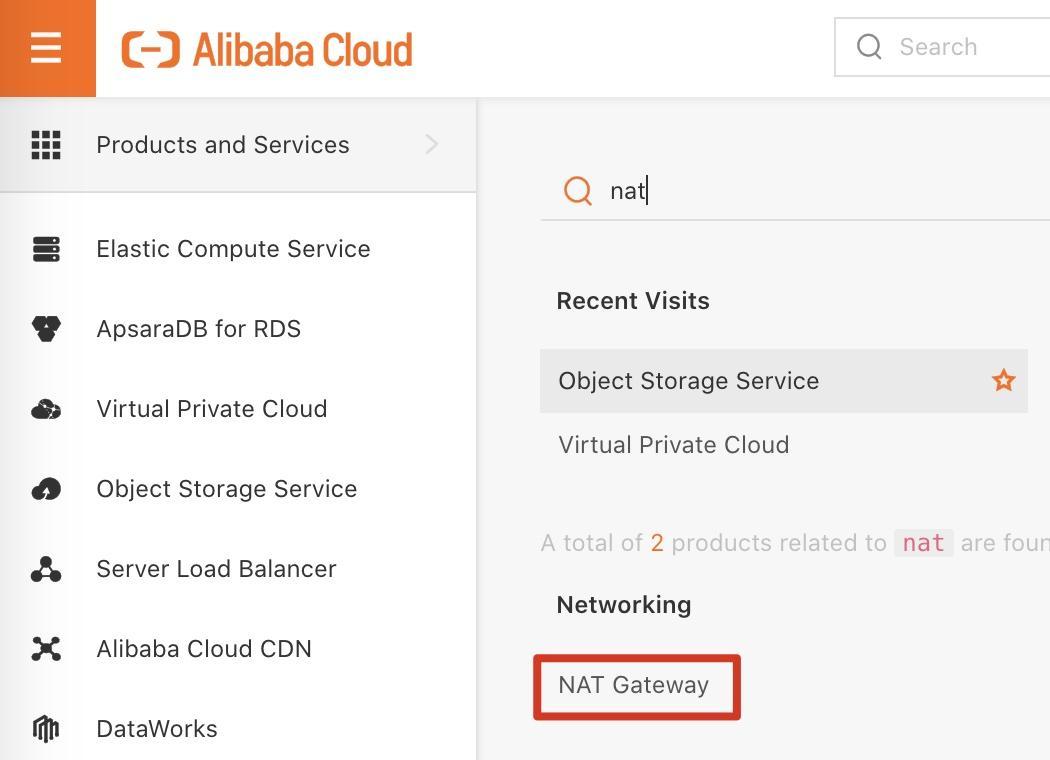 Alibaba Cloud
Search
Products and Services
Elastic Compute Service
ApsaraDB for RDS
Virtual Private Cloud
Object Storage Service
Server Load Balancer
Alibaba Cloud CDN
DataWorks
nat
Recent Visits
Object Storage Service
Virtual Private Cloud
A total of 2 products related to nat are foun
Networking
NAT Gateway